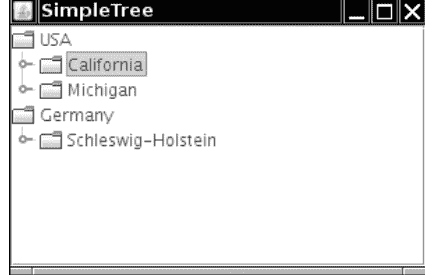 SimpleTree
USA
California
Michigan
Germany
Schleswig-Holstein